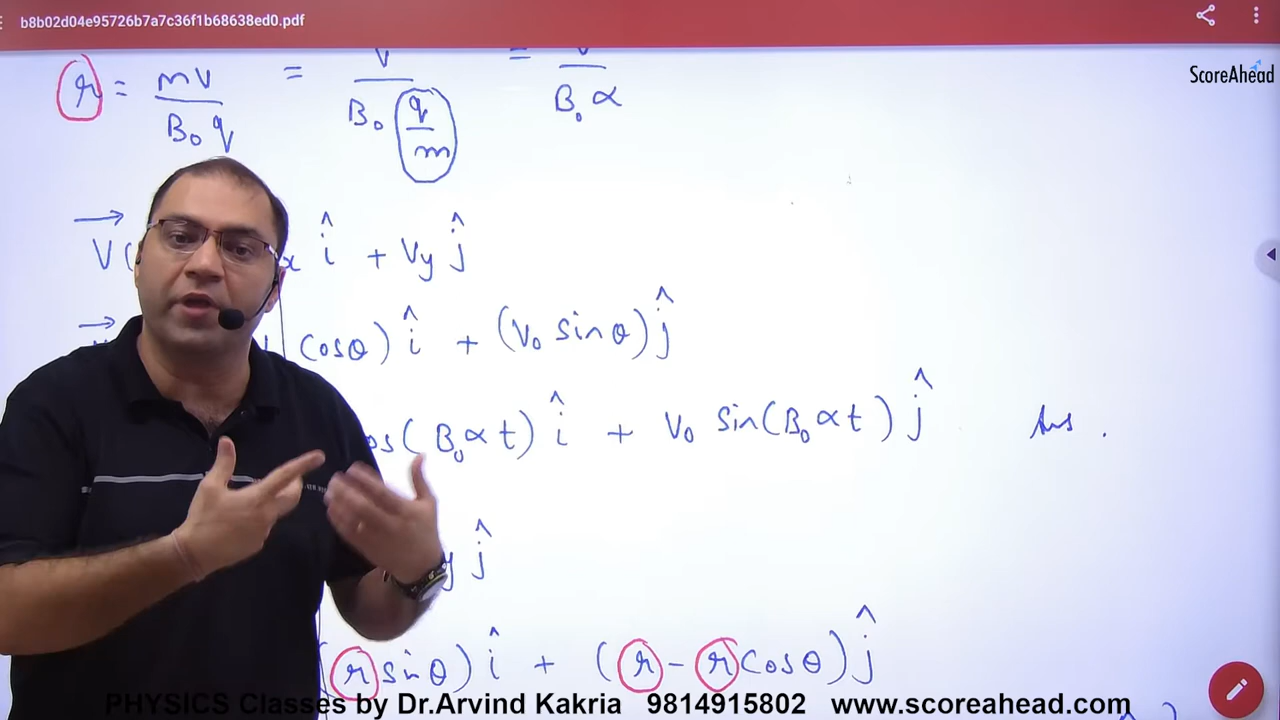 b8b02d04e95726b7a7c36f1b68638ed0.pdf
ScoreAhead
r = mv / B₀q = v / B₀(q/m) = v / B₀α
V⃗( x î + Vy ĵ
Cosθ) î + (V₀ sinθ) ĵ
os(B₀αt) î + V₀ Sin(B₀αt) ĵ Ans.
y ĵ
(r sinθ) î + (r - r Cosθ) ĵ
PHYSICS Classes by Dr.Arvind Kakria 9814915802 www.scoreahead.com